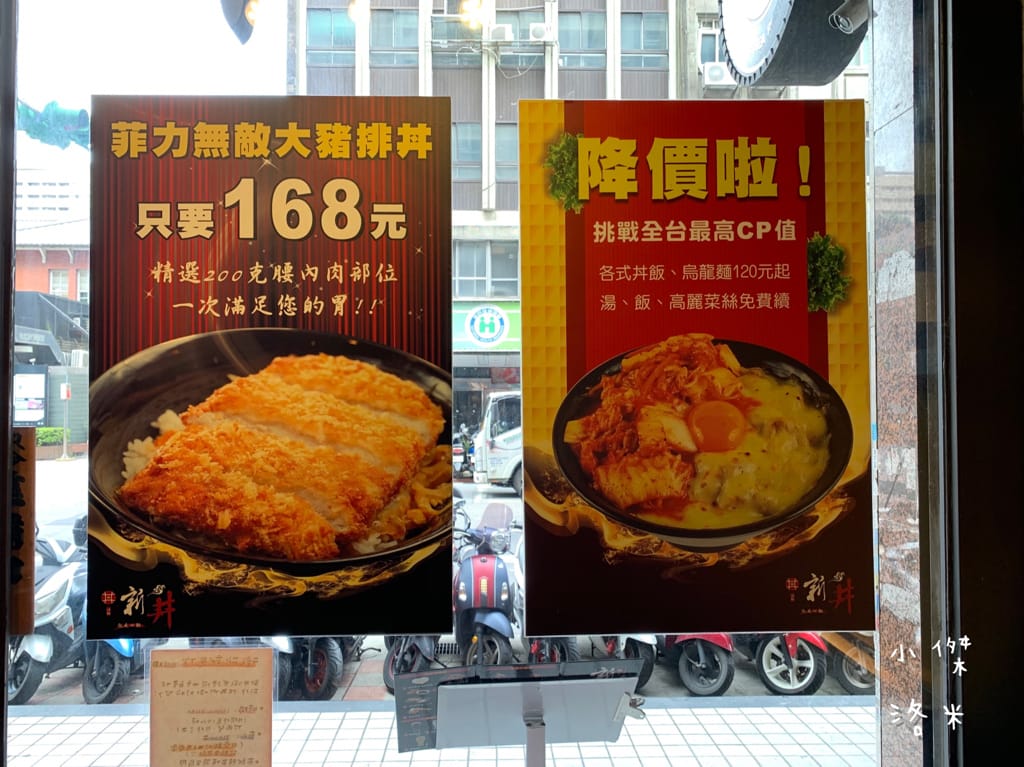 菲力無敵大豬排丼
只要168元
精選200克腰內肉部位
一次滿足您的胃!!
新丼
降價啦!
挑戰全台最高CP值
各式丼飯、烏龍麵120元起
湯、飯、高麗菜絲免費續
新丼
小傑
洛米